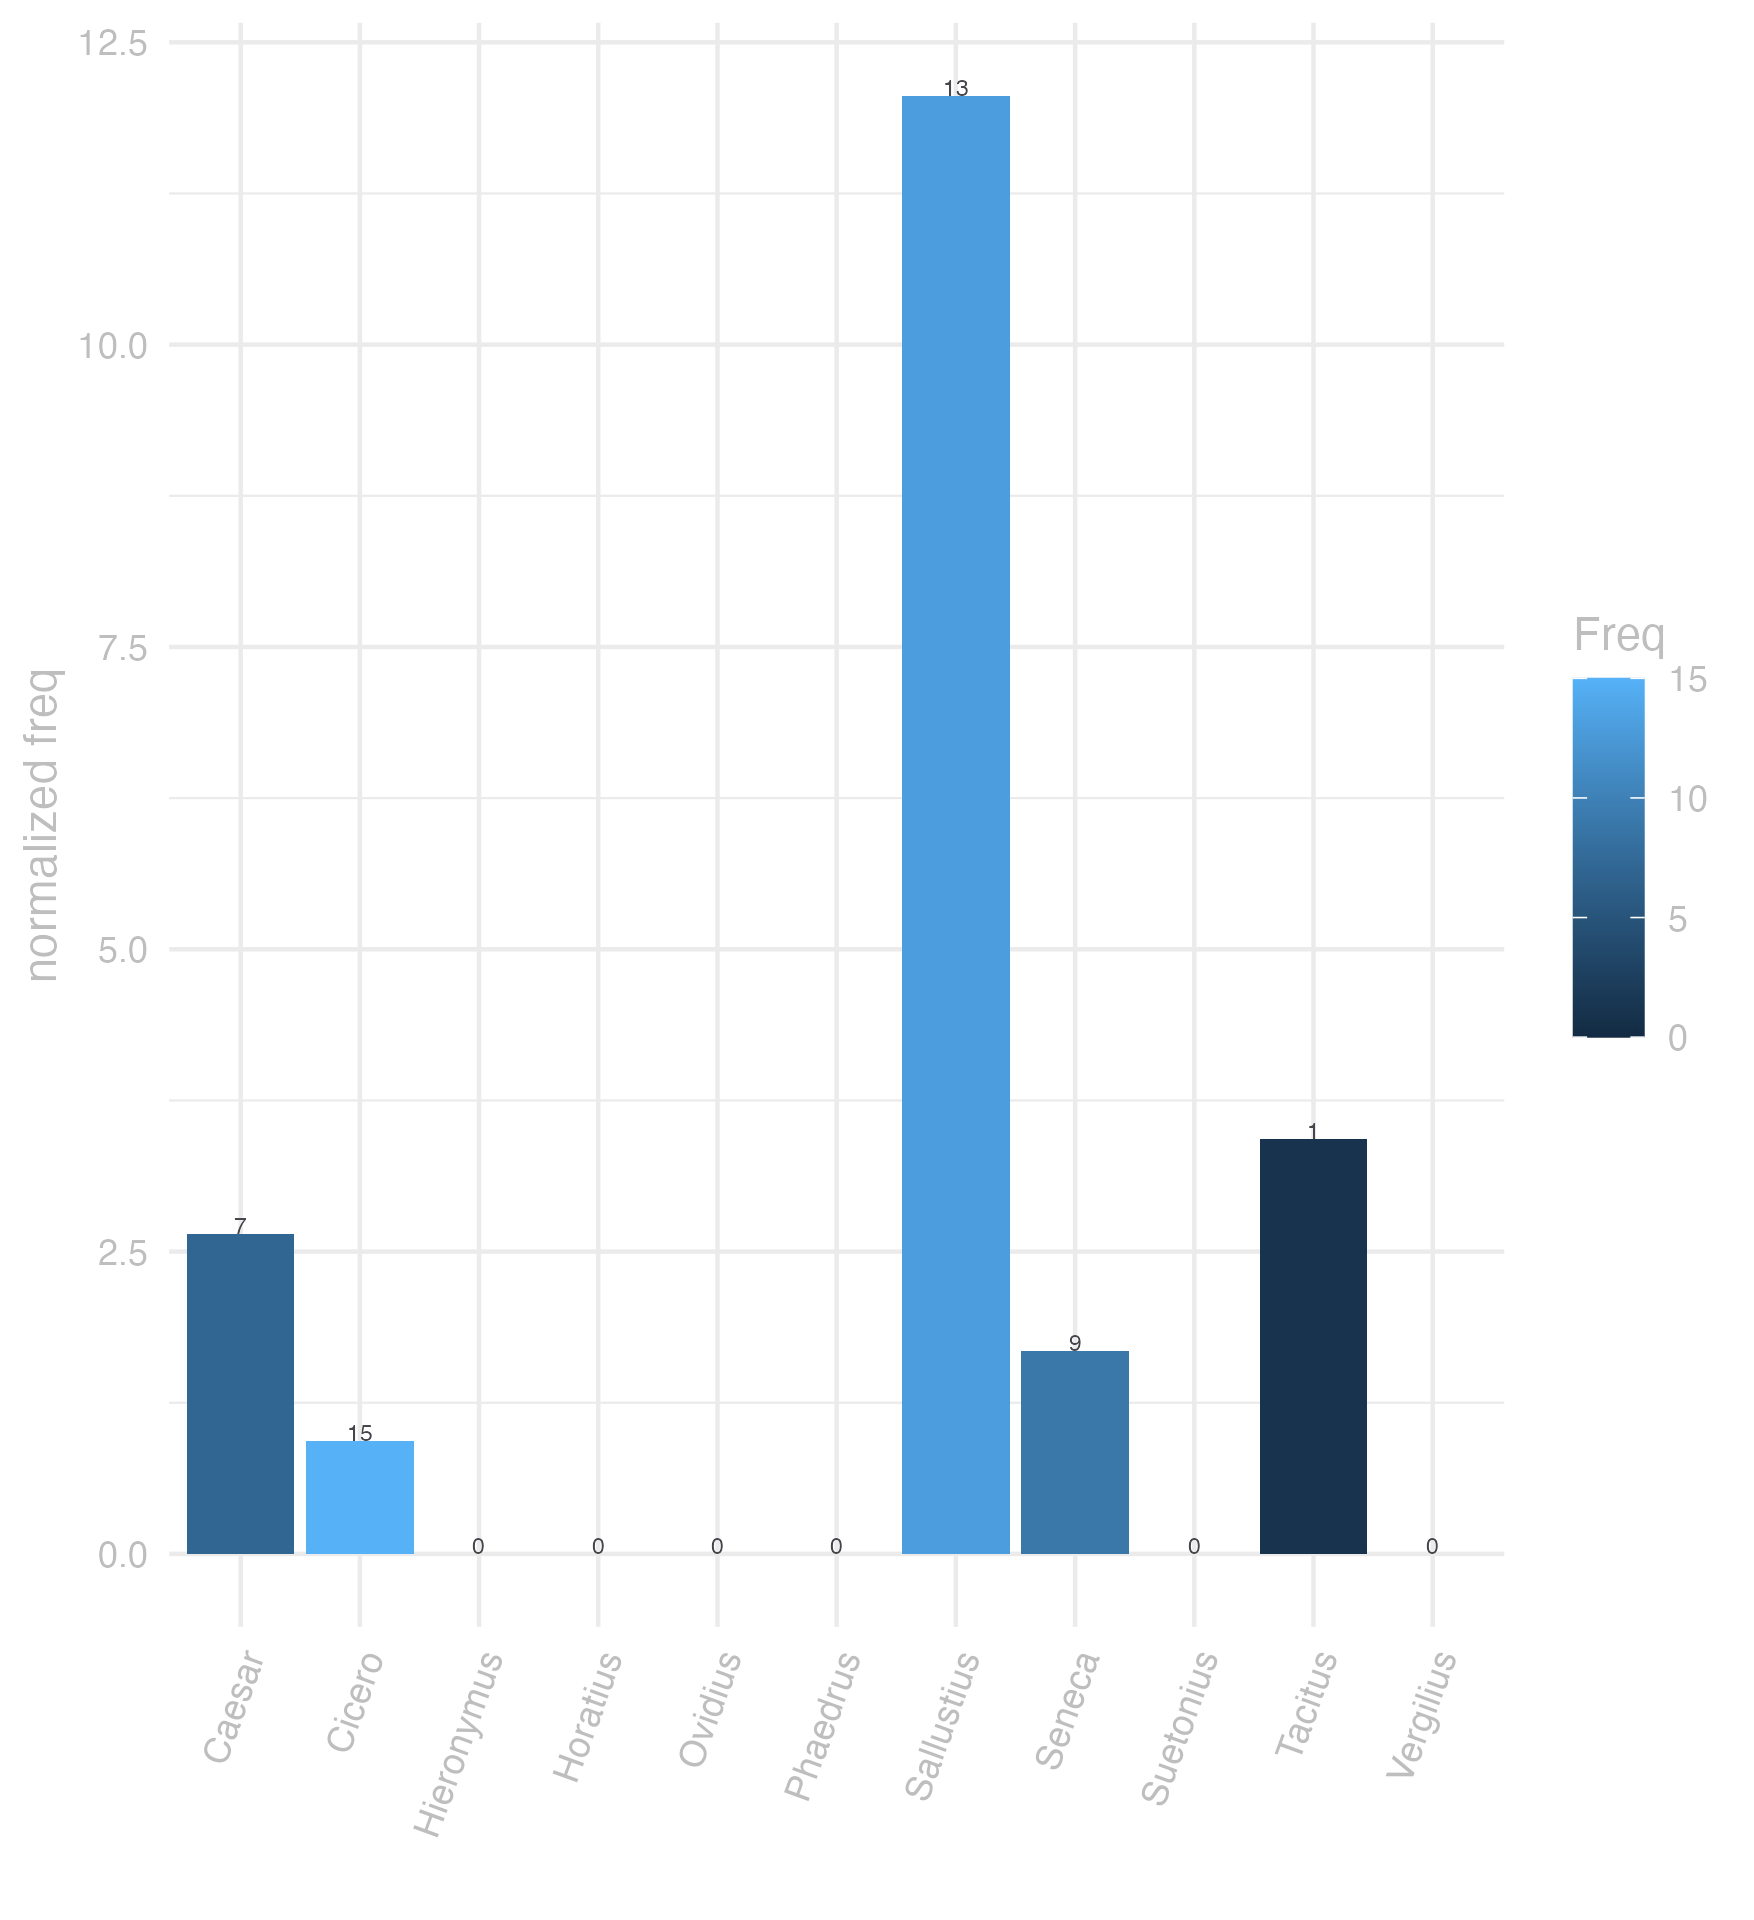 12.5
10.0
7.5
5.0
2.5
0.0
normalized freq
13
1
7
9
15
0
0
0
0
0
0
Caesar
Cicero
Hieronymus
Horatius
Ovidius
Phaedrus
Sallustius
Seneca
Suetonius
Tacitus
Vergilius
Freq
15
10
5
0